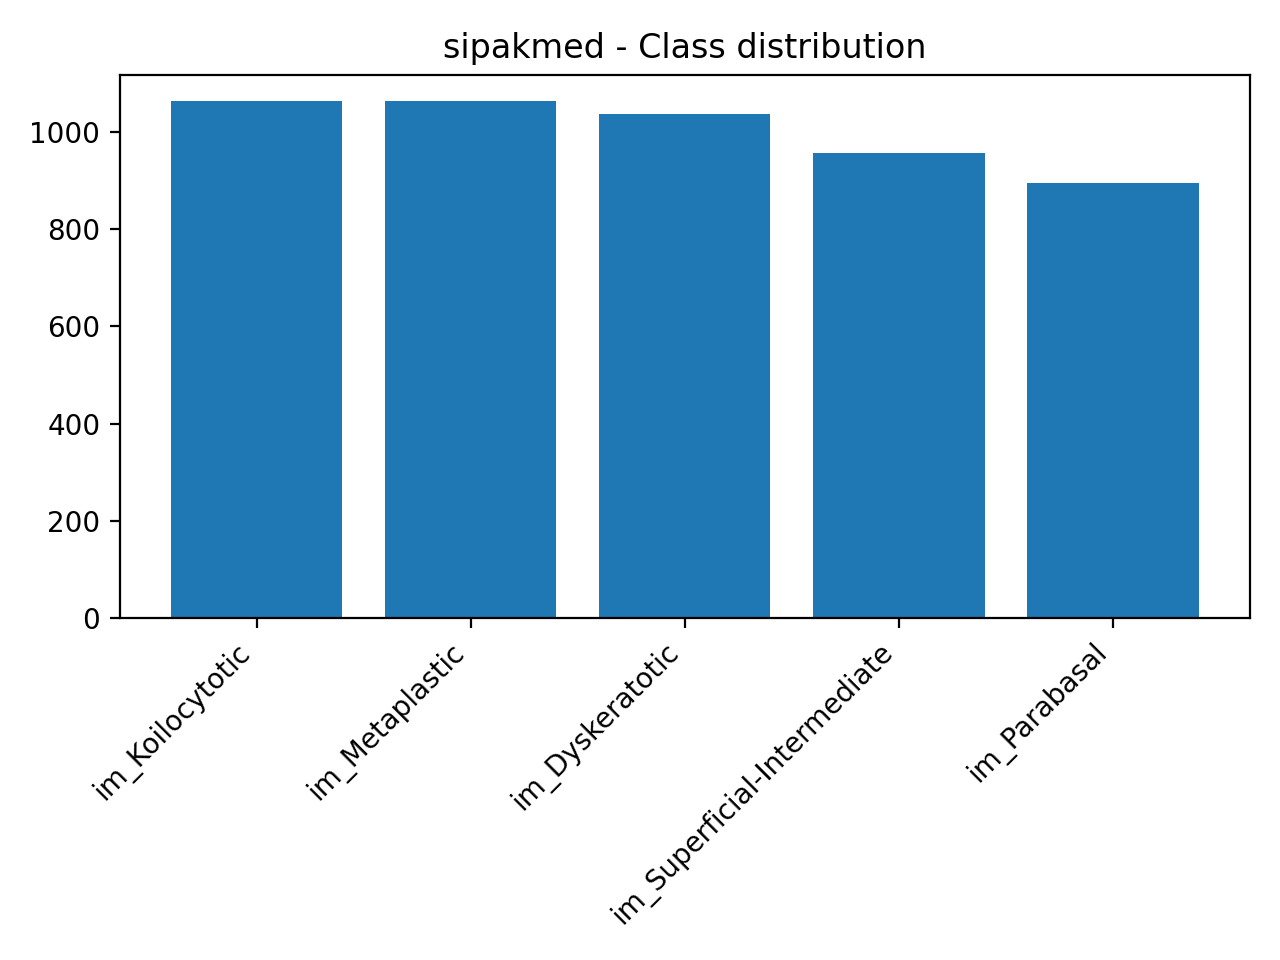 sipakmed - Class distribution
1000
800
600
400
200
0
im_Koilocytotic
im_Metaplastic
im_Dyskeratotic
im_Superficial-Intermediate
im_Parabasal